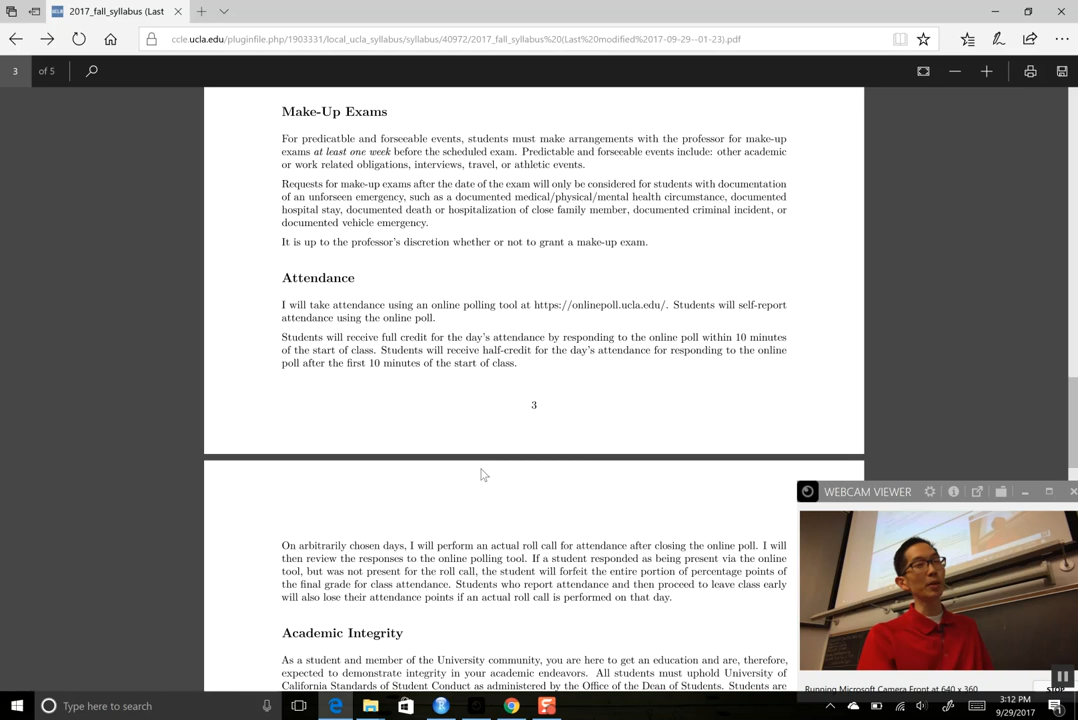 2017_fall_syllabus (Last
ccle.ucla.edu/pluginfile.php/1903331/local_ucla_syllabus/syllabus/40972/2017_fall_syllabus%20(Last%20modified%2017-09-29--01-23).pdf
3 of 5
Make-Up Exams
For predicatble and forseeable events, students must make arrangements with the professor for make-up
exams at least one week before the scheduled exam. Predictable and forseeable events include: other academic
or work related obligations, interviews, travel, or athletic events.
Requests for make-up exams after the date of the exam will only be considered for students with documentation
of an unforseen emergency, such as a documented medical/physical/mental health circumstance, documented
hospital stay, documented death or hospitalization of close family member, documented criminal incident, or
documented vehicle emergency.
It is up to the professor's discretion whether or not to grant a make-up exam.
Attendance
I will take attendance using an online polling tool at https://onlinepoll.ucla.edu/. Students will self-report
attendance using the online poll.
Students will receive full credit for the day's attendance by responding to the online poll within 10 minutes
of the start of class. Students will receive half-credit for the day's attendance for responding to the online
poll after the first 10 minutes of the start of class.
3
On arbitrarily chosen days, I will perform an actual roll call for attendance after closing the online poll. I will
then review the responses to the online polling tool. If a student responded as being present via the online
tool, but was not present for the roll call, the student will forfeit the entire portion of percentage points of
the final grade for class attendance. Students who report attendance and then proceed to leave class early
will also lose their attendance points if an actual roll call is performed on that day.
Academic Integrity
As a student and member of the University community, you are here to get an education and are, therefore,
expected to demonstrate integrity in your academic endeavors. All students must uphold University of
California Standards of Student Conduct as administered by the Office of the Dean of Students. Students are
WEBCAM VIEWER
Running Microsoft Camera Front at 640 x 360
STOP
Type here to search
3:12 PM
9/29/2017